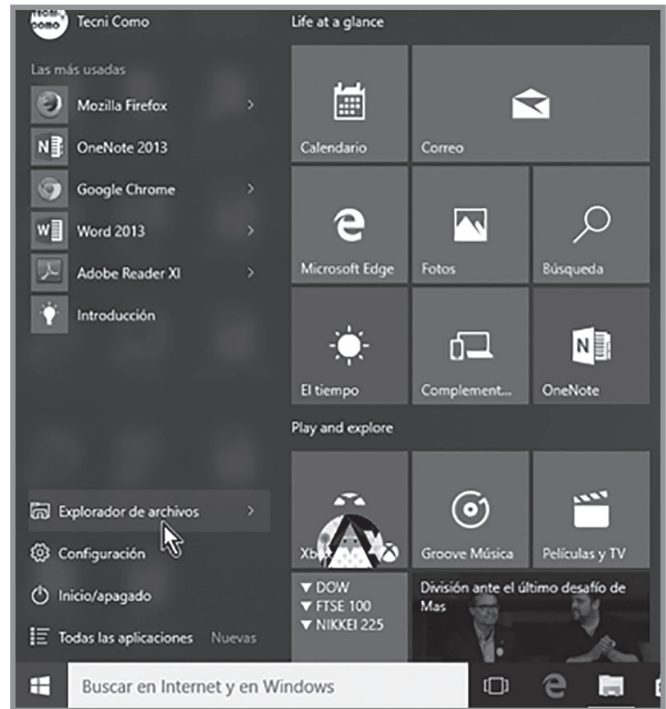 TECNI
como
Tecni Como
Las más usadas
Mozilla Firefox
OneNote 2013
Google Chrome
Word 2013
Adobe Reader XI
Introducción
Explorador de archivos
Configuración
Inicio/apagado
Todas las aplicaciones Nuevas
Life at a glance
Calendario
Correo
Microsoft Edge
Fotos
Búsqueda
El tiempo
Complement...
OneNote
Play and explore
Xbox
Groove Música
Películas y TV
▼ DOW
▼ FTSE 100
▼ NIKKEI 225
División ante el último desafío de
Mas
Buscar en Internet y en Windows